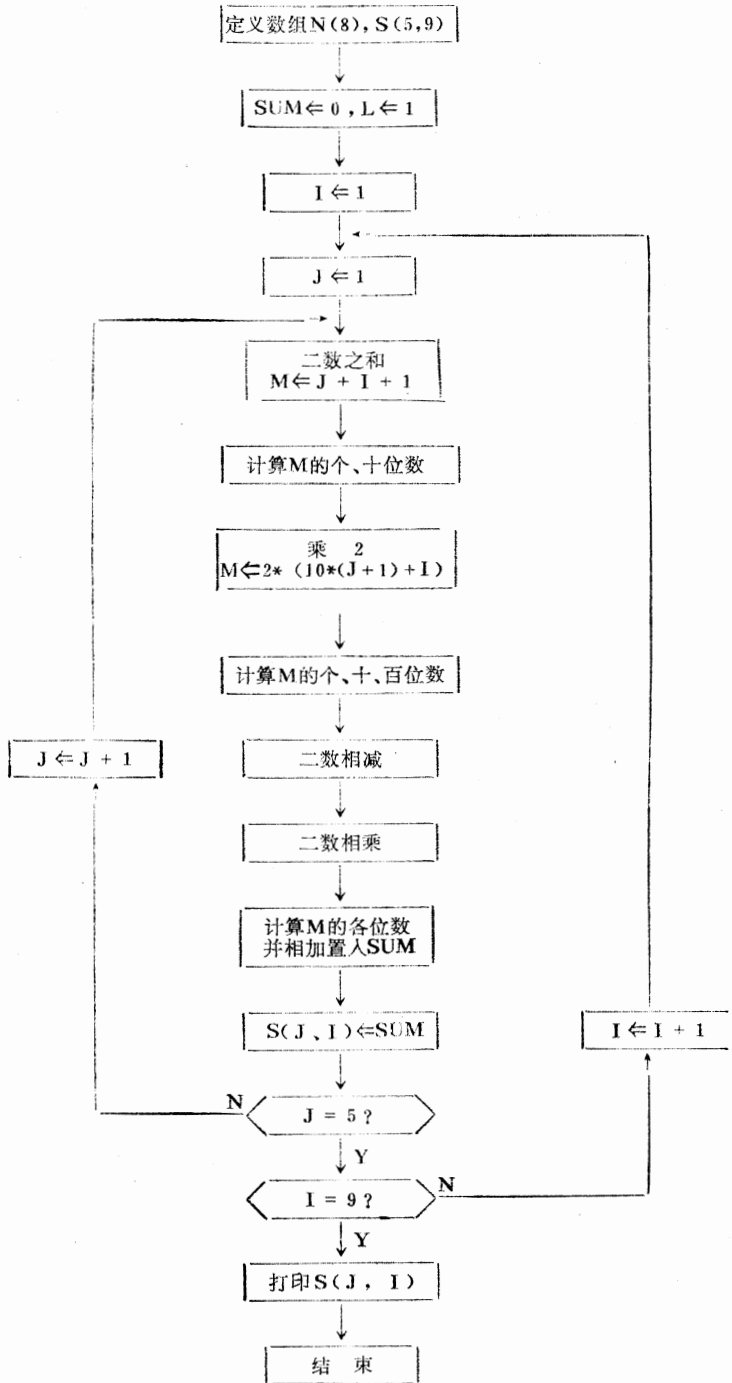 定义数组N(8), S(5,9)
SUM⇐0, L⇐1
I⇐1
J⇐1
二数之和
M⇐J + I + 1
计算M的个、十位数
乘 2
M⇐2* (10*(J+1)+I)
计算M的个、十、百位数
J⇐J + 1
二数相减
二数相乘
计算M的各位数
并相加置入SUM
S(J、I)⇐SUM
I⇐I + 1
N
J = 5?
Y
I = 9?
N
Y
打印S(J, I)
结 束